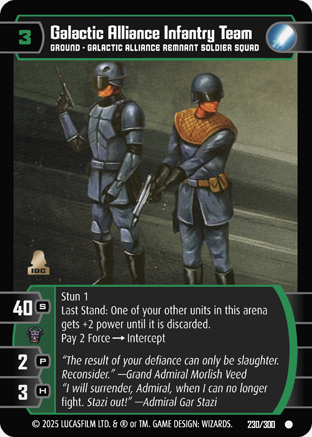 3
Galactic Alliance Infantry Team
GROUND - GALACTIC ALLIANCE REMNANT SOLDIER SQUAD
IDC
40 S
Stun 1
Last Stand: One of your other units in this arena
gets +2 power until it is discarded.
Pay 2 Force → Intercept
2 P
“The result of your defiance can only be slaughter.
Reconsider.” —Grand Admiral Morlish Veed
3 H
“I will surrender, Admiral, when I can no longer
fight. Stazi out!” —Admiral Gar Stazi
© 2025 LUCASFILM LTD. & ® or TM. GAME DESIGN: WIZARDS.
230/300